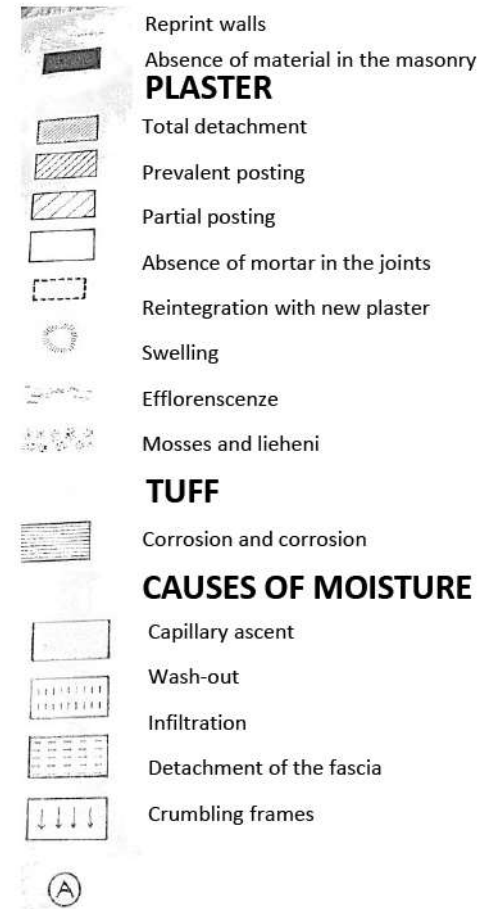 Reprint walls
Absence of material in the masonry
PLASTER
Total detachment
Prevalent posting
Partial posting
Absence of mortar in the joints
Reintegration with new plaster
Swelling
Efflorenscenze
Mosses and lieheni
TUFF
Corrosion and corrosion
CAUSES OF MOISTURE
Capillary ascent
Wash-out
Infiltration
Detachment of the fascia
Crumbling frames
A